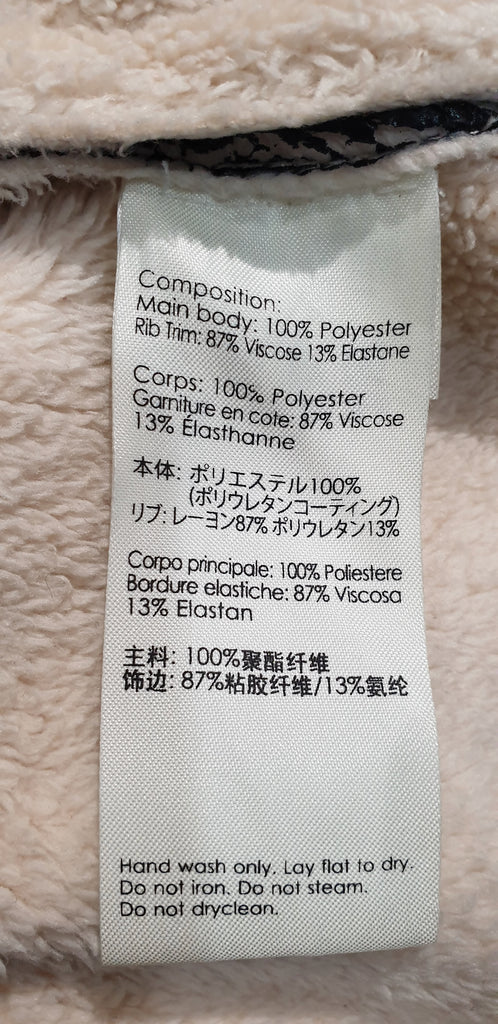 Composition:
Main body: 100% Polyester
Rib Trim: 87% Viscose 13% Elastane
Corps: 100% Polyester
Garniture en cote: 87% Viscose
13% Élasthanne
本体: ポリエステル100%
(ポリウレタンコーティング)
リブ: レーヨン87% ポリウレタン13%
Corpo principale: 100% Poliestere
Bordure elastiche: 87% Viscosa
13% Elastan
主料: 100%聚酯纤维
饰边: 87%粘胶纤维/13%氨纶
Hand wash only. Lay flat to dry.
Do not iron. Do not steam.
Do not dryclean.